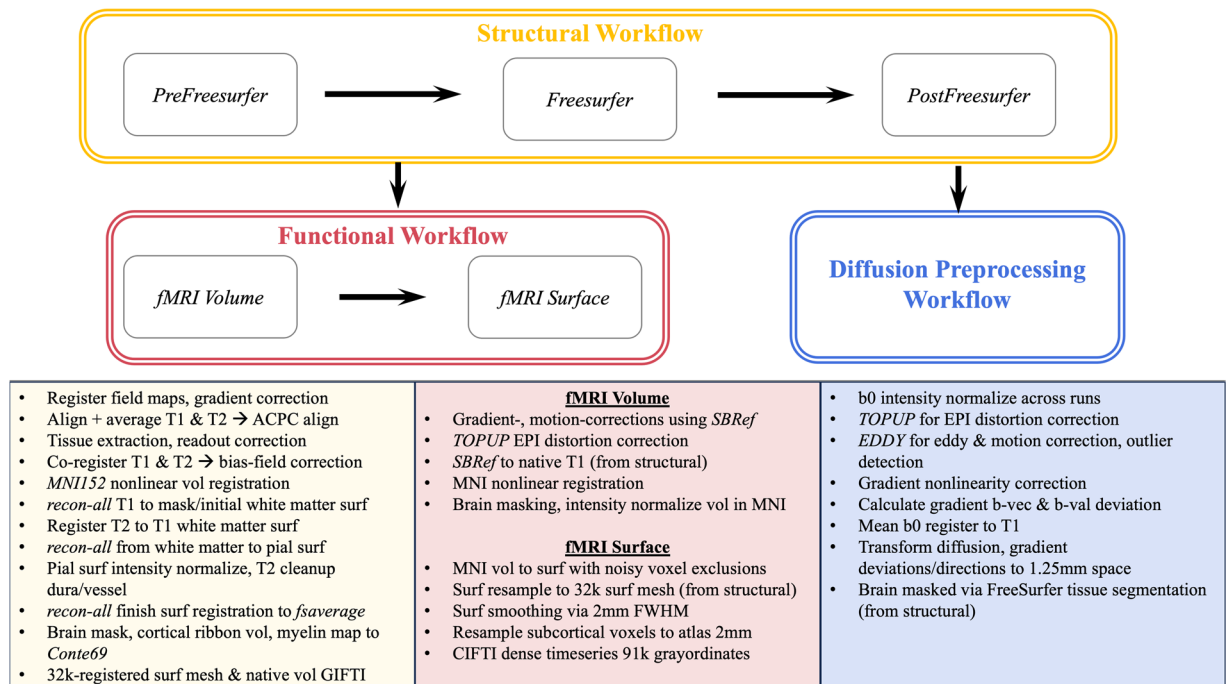 Structural Workflow
PreFreesurfer
Freesurfer
PostFreesurfer
Functional Workflow
fMRI Volume
fMRI Surface
Diffusion Preprocessing
Workflow
• Register field maps, gradient correction
• Align + average T1 & T2 → ACPC align
• Tissue extraction, readout correction
• Co-register T1 & T2 → bias-field correction
• MNI152 nonlinear vol registration
• recon-all T1 to mask/initial white matter surf
• Register T2 to T1 white matter surf
• recon-all from white matter to pial surf
• Pial surf intensity normalize, T2 cleanup
dura/vessel
• recon-all finish surf registration to fsaverage
• Brain mask, cortical ribbon vol, myelin map to
Conte69
• 32k-registered surf mesh & native vol GIFTI
fMRI Volume
• Gradient-, motion-corrections using SBRef
• TOPUP EPI distortion correction
• SBRef to native T1 (from structural)
• MNI nonlinear registration
• Brain masking, intensity normalize vol in MNI
fMRI Surface
• MNI vol to surf with noisy voxel exclusions
• Surf resample to 32k surf mesh (from structural)
• Surf smoothing via 2mm FWHM
• Resample subcortical voxels to atlas 2mm
• CIFTI dense timeseries 91k grayordinates
• b0 intensity normalize across runs
• TOPUP for EPI distortion correction
• EDDY for eddy & motion correction, outlier
detection
• Gradient nonlinearity correction
• Calculate gradient b-vec & b-val deviation
• Mean b0 register to T1
• Transform diffusion, gradient
deviations/directions to 1.25mm space
• Brain masked via FreeSurfer tissue segmentation
(from structural)